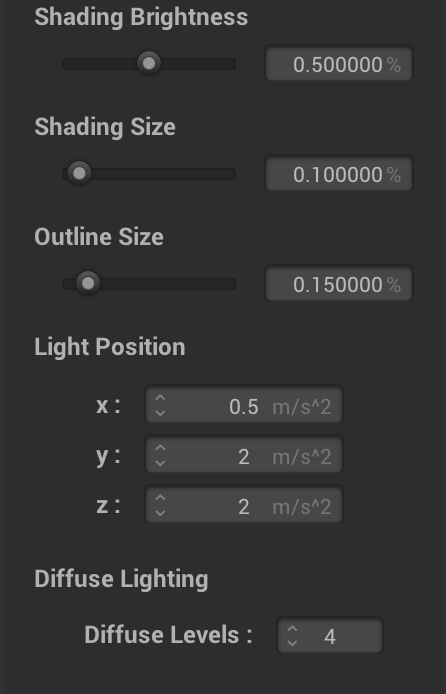 Shading Brightness
0.500000 %
Shading Size
0.100000 %
Outline Size
0.150000 %
Light Position
x : 0.5 m/s^2
y : 2 m/s^2
z : 2 m/s^2
Diffuse Lighting
Diffuse Levels : 4